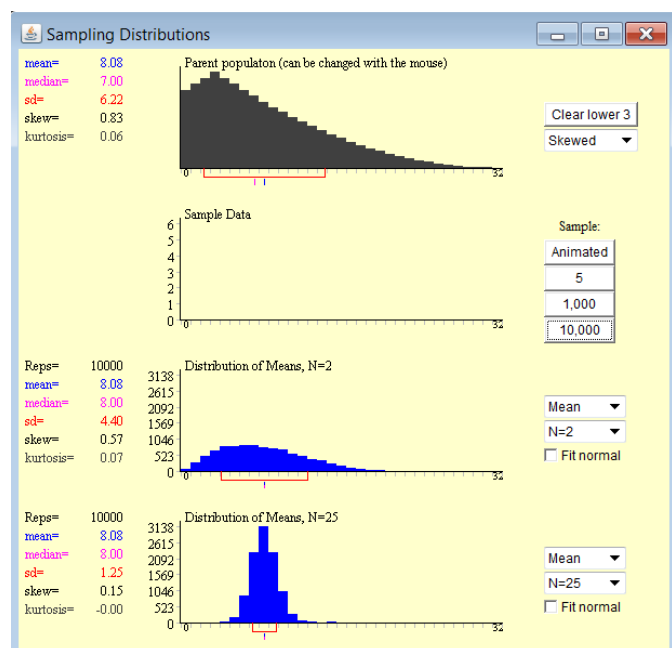 Sampling Distributions
mean= 8.08
median= 7.00
sd= 6.22
skew= 0.83
kurtosis= 0.06
Parent populaton (can be changed with the mouse)
0 32
Clear lower 3
Skewed
Sample Data
6
5
4
3
2
1
0
0 32
Sample:
Animated
5
1,000
10,000
Reps= 10000
mean= 8.08
median= 8.00
sd= 4.40
skew= 0.57
kurtosis= 0.07
Distribution of Means, N=2
3138
2615
2092
1569
1046
523
0
0 32
Mean
N=2
Fit normal
Reps= 10000
mean= 8.08
median= 8.00
sd= 1.25
skew= 0.15
kurtosis= -0.00
Distribution of Means, N=25
3138
2615
2092
1569
1046
523
0
0 32
Mean
N=25
Fit normal